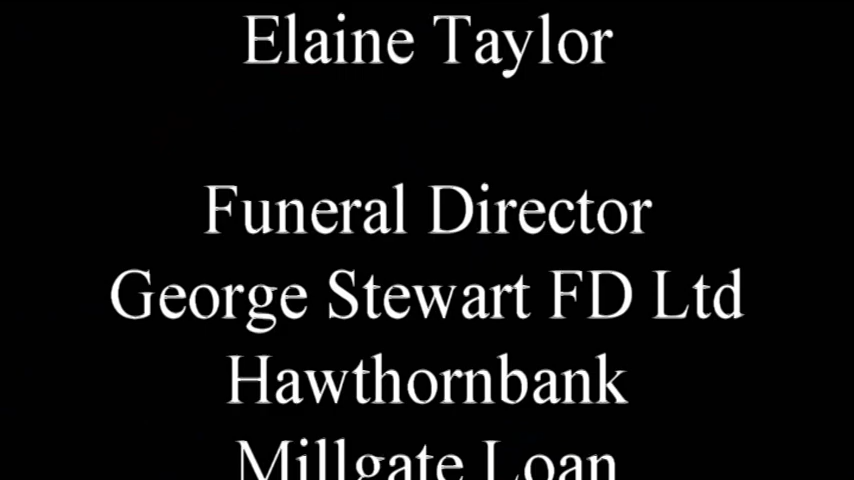 Elaine Taylor
Funeral Director
George Stewart FD Ltd
Hawthornbank
Millgate Loan